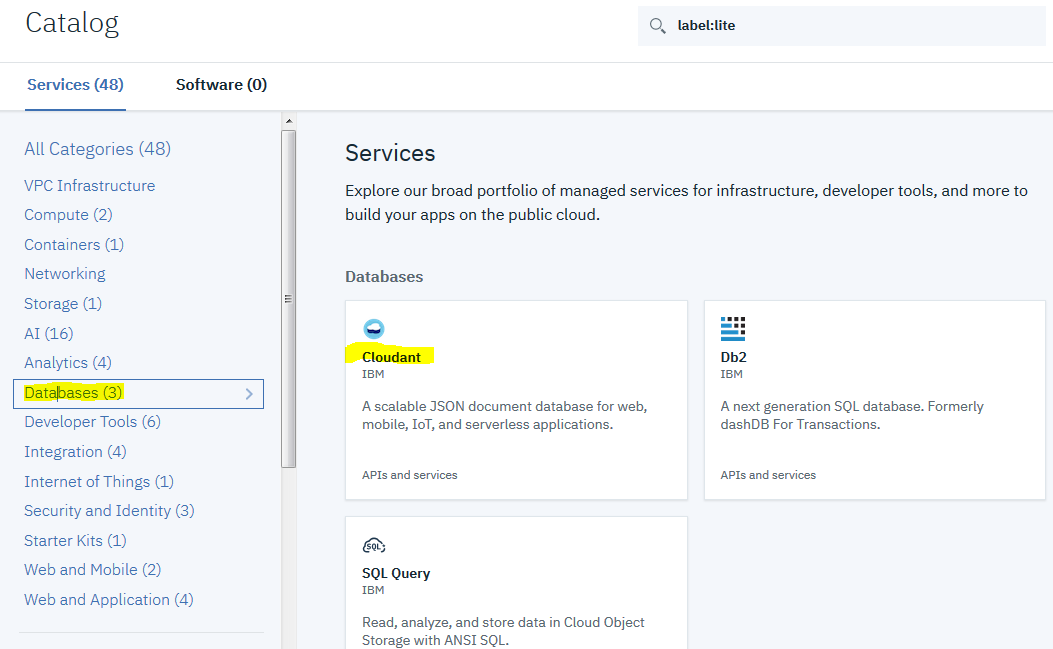 Catalog
label:lite
Services (48)
Software (0)
All Categories (48)
VPC Infrastructure
Compute (2)
Containers (1)
Networking
Storage (1)
AI (16)
Analytics (4)
Databases (3)
Developer Tools (6)
Integration (4)
Internet of Things (1)
Security and Identity (3)
Starter Kits (1)
Web and Mobile (2)
Web and Application (4)
Services
Explore our broad portfolio of managed services for infrastructure, developer tools, and more to
build your apps on the public cloud.
Databases
Cloudant
IBM
A scalable JSON document database for web,
mobile, IoT, and serverless applications.
APIs and services
Db2
IBM
A next generation SQL database. Formerly
dashDB For Transactions.
APIs and services
SQL
SQL Query
IBM
Read, analyze, and store data in Cloud Object
Storage with ANSI SQL.